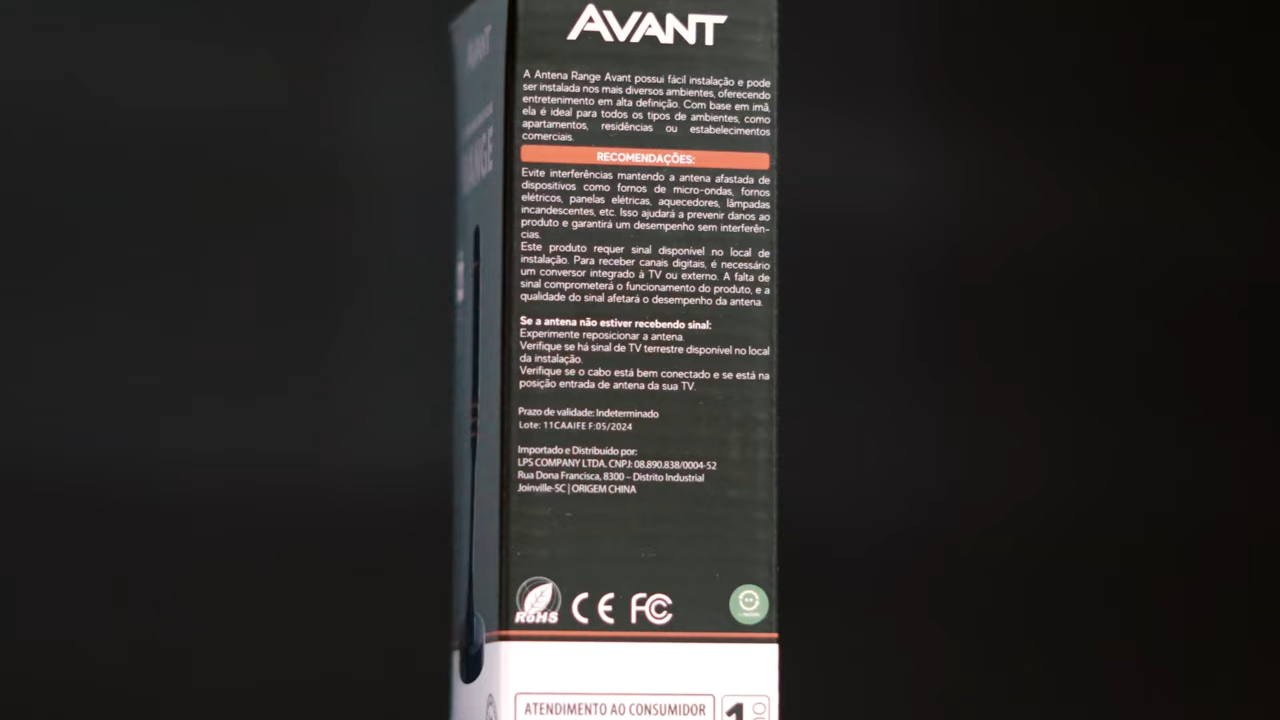 AVANT
A Antena Range Avant possui fácil instalação e pode
ser instalada nos mais diversos ambientes, oferecendo
entretenimento em alta definição. Com base em imã,
ela é ideal para todos os tipos de ambientes, como
apartamentos, residências ou estabelecimentos
comerciais.
RECOMENDAÇÕES:
Evite interferências mantendo a antena afastada de
dispositivos como fornos de micro-ondas, fornos
elétricos, panelas elétricas, aquecedores, lâmpadas
incandescentes, etc. Isso ajudará a prevenir danos ao
produto e garantirá um desempenho sem interferên-
cias.
Este produto requer sinal disponível no local de
instalação. Para receber canais digitais, é necessário
um conversor integrado à TV ou externo. A falta de
sinal comprometerá o funcionamento do produto, e a
qualidade do sinal afetará o desempenho da antena.
Se a antena não estiver recebendo sinal:
Experimente reposicionar a antena.
Verifique se há sinal de TV terrestre disponível no local
da instalação.
Verifique se o cabo está bem conectado e se está na
posição entrada de antena da sua TV.
Prazo de validade: Indeterminado
Lote: 11CAAIFE F:05/2024
Importado e Distribuído por:
LPS COMPANY LTDA. CNPJ: 08.890.838/0004-52
Rua Dona Francisca, 8300 – Distrito Industrial
Joinville-SC | ORIGEM CHINA
RoHS CE FC
ATENDIMENTO AO CONSUMIDOR 1
AVANT